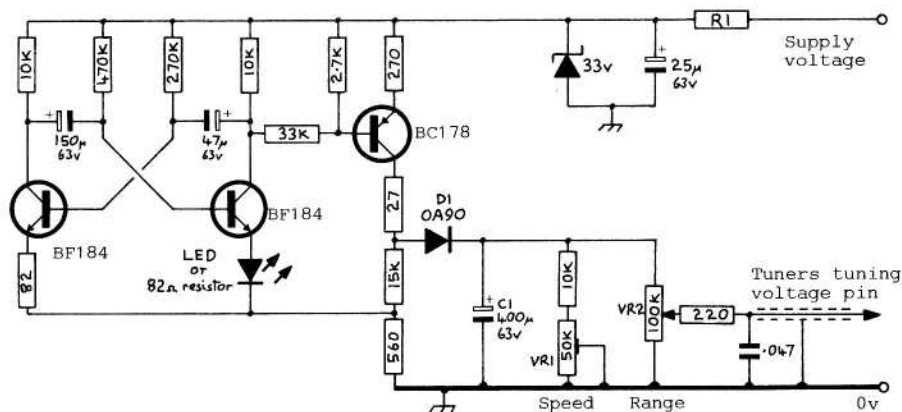 R1
Supply
voltage
10K
470K
270K
10K
2.7K
270
33v
+
25μ
63v
+
150μ
63v
+
47μ
63v
33K
BC178
BF184
BF184
27
D1
OA90
82
LED
or
82Ω resistor
15K
560
+
C1
400μ
63v
10K
50K
VR1
VR2
100K
220
.047
Tuners tuning
voltage pin
Speed
Range
0v